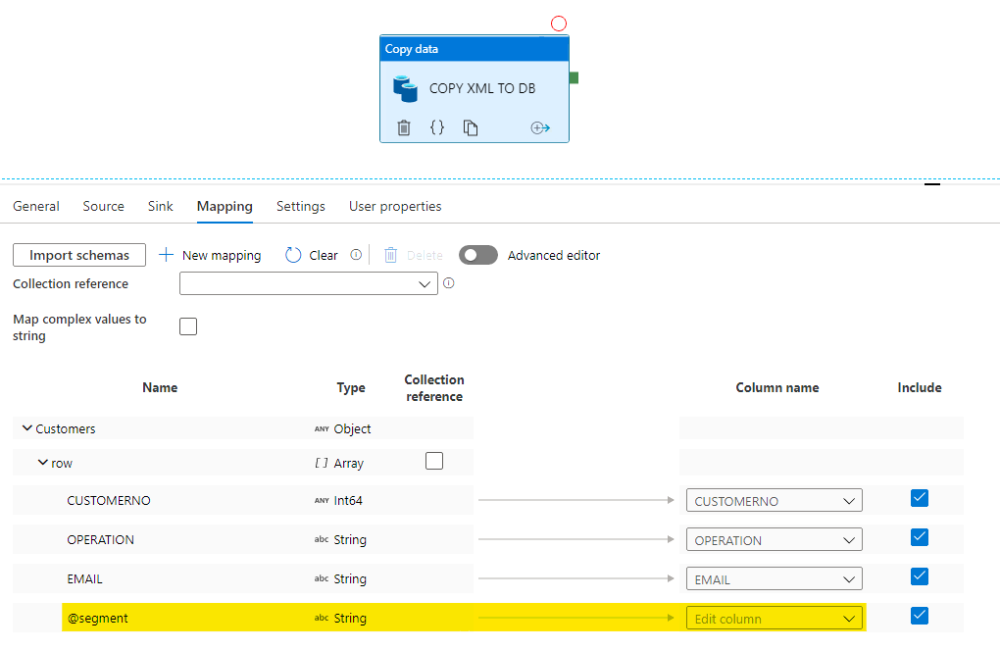 Copy data
COPY XML TO DB
{}
General Source Sink Mapping Settings User properties
Import schemas + New mapping Clear Delete Advanced editor
Collection reference
Map complex values to
string
Name Type Collection reference Column name Include
Customers ANY Object
row [ ] Array
CUSTOMERNO ANY Int64 CUSTOMERNO
OPERATION abc String OPERATION
EMAIL abc String EMAIL
@segment abc String Edit column